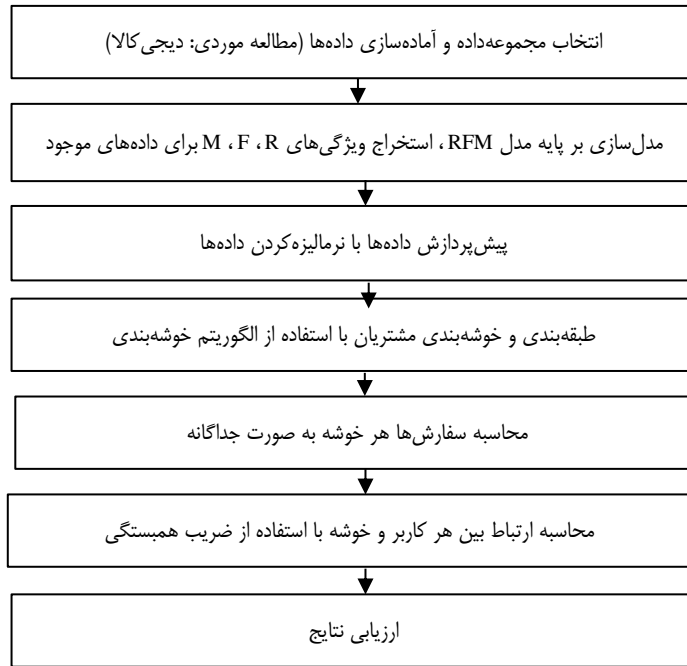 انتخاب مجموعه‌داده و آماده‌سازی داده‌ها (مطالعه موردی: دیجی‌کالا)
مدل‌سازی بر پایه مدل RFM، استخراج ویژگی‌های M ، F ، R برای داده‌های موجود
پیش‌پردازش داده‌ها با نرمالیزه‌کردن داده‌ها
طبقه‌بندی و خوشه‌بندی مشتریان با استفاده از الگوریتم خوشه‌بندی
محاسبه سفارش‌ها هر خوشه به صورت جداگانه
محاسبه ارتباط بین هر کاربر و خوشه با استفاده از ضریب همبستگی
ارزیابی نتایج